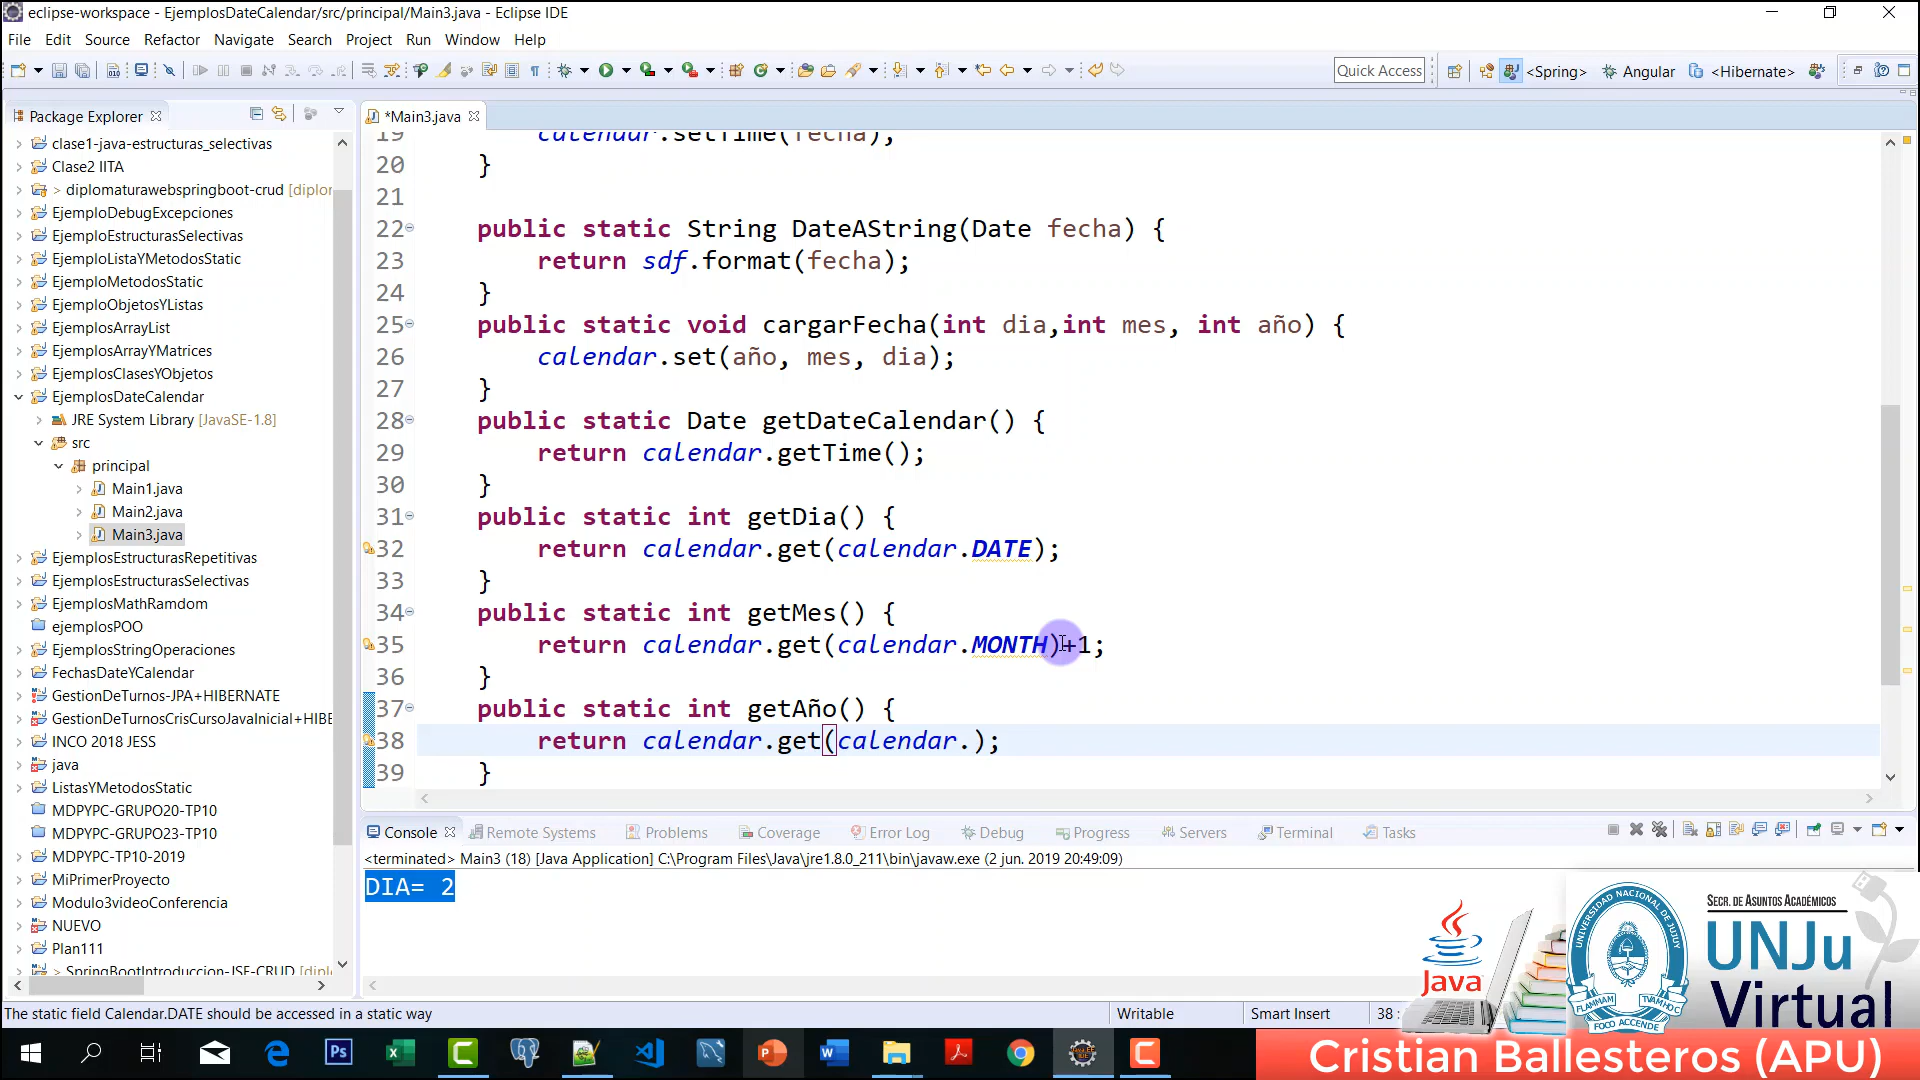 eclipse-workspace - EjemplosDateCalendar/src/principal/Main3.java - Eclipse IDE
File Edit Source Refactor Navigate Search Project Run Window Help
Quick Access <Spring> Angular <Hibernate>
Package Explorer
*Main3.java
clase1-java-estructuras_selectivas
Clase2 IITA
> diplomaturawebspringboot-crud [diplor
EjemploDebugExcepciones
EjemploEstructurasSelectivas
EjemploListaYMetodosStatic
EjemploMetodosStatic
EjemploObjetosYListas
EjemplosArrayList
EjemplosArrayYMatrices
EjemplosClasesYObjetos
EjemplosDateCalendar
JRE System Library [JavaSE-1.8]
src
principal
Main1.java
Main2.java
Main3.java
EjemplosEstructurasRepetitivas
EjemplosEstructurasSelectivas
EjemplosMathRamdom
ejemplosPOO
EjemplosStringOperaciones
FechasDateYCalendar
GestionDeTurnos-JPA+HIBERNATE
GestionDeTurnosCrisCursoJavaInicial+HIBE
INCO 2018 JESS
java
ListasYMetodosStatic
MDPYPC-GRUPO20-TP10
MDPYPC-GRUPO23-TP10
MDPYPC-TP10-2019
MiPrimerProyecto
Modulo3videoConferencia
NUEVO
Plan111
> SpringBootIntroduccion-JSF-CRUD [dipl
19 calendar.setTime(fecha);
20 }
21
22 public static String DateAString(Date fecha) {
23 return sdf.format(fecha);
24 }
25 public static void cargarFecha(int dia,int mes, int año) {
26 calendar.set(año, mes, dia);
27 }
28 public static Date getDateCalendar() {
29 return calendar.getTime();
30 }
31 public static int getDia() {
32 return calendar.get(calendar.DATE);
33 }
34 public static int getMes() {
35 return calendar.get(calendar.MONTH)+1;
36 }
37 public static int getAño() {
38 return calendar.get(calendar.);
39 }
Console Remote Systems Problems Coverage Error Log Debug Progress Servers Terminal Tasks
<terminated> Main3 (18) [Java Application] C:\Program Files\Java\jre1.8.0_211\bin\javaw.exe (2 jun. 2019 20:49:09)
DIA= 2
The static field Calendar.DATE should be accessed in a static way
Writable Smart Insert 38 :
Java
UNIVERSIDAD NACIONAL DE JUJUY
FOCO ACCENDE
Secr. de Asuntos Académicos
UNJu
Virtual
Cristian Ballesteros (APU)